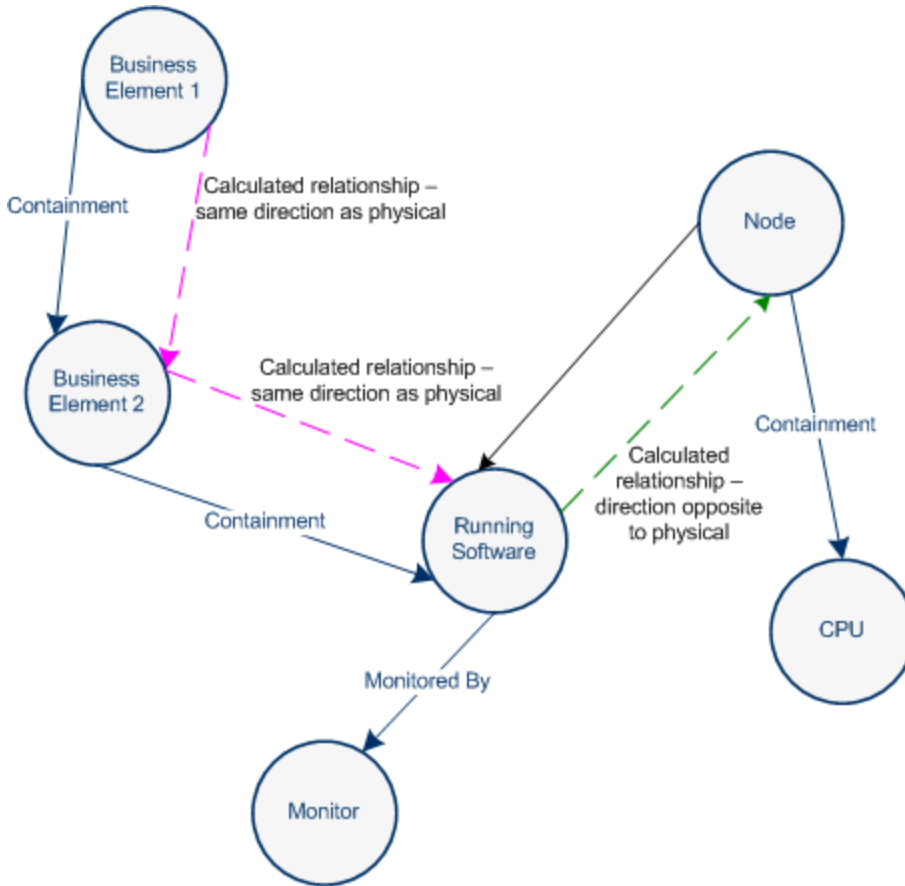 Business
Element 1
Calculated relationship –
same direction as physical
Containment
Node
Business
Element 2
Calculated relationship –
same direction as physical
Containment
Calculated
relationship –
direction opposite
to physical
Containment
Running
Software
CPU
Monitored By
Monitor